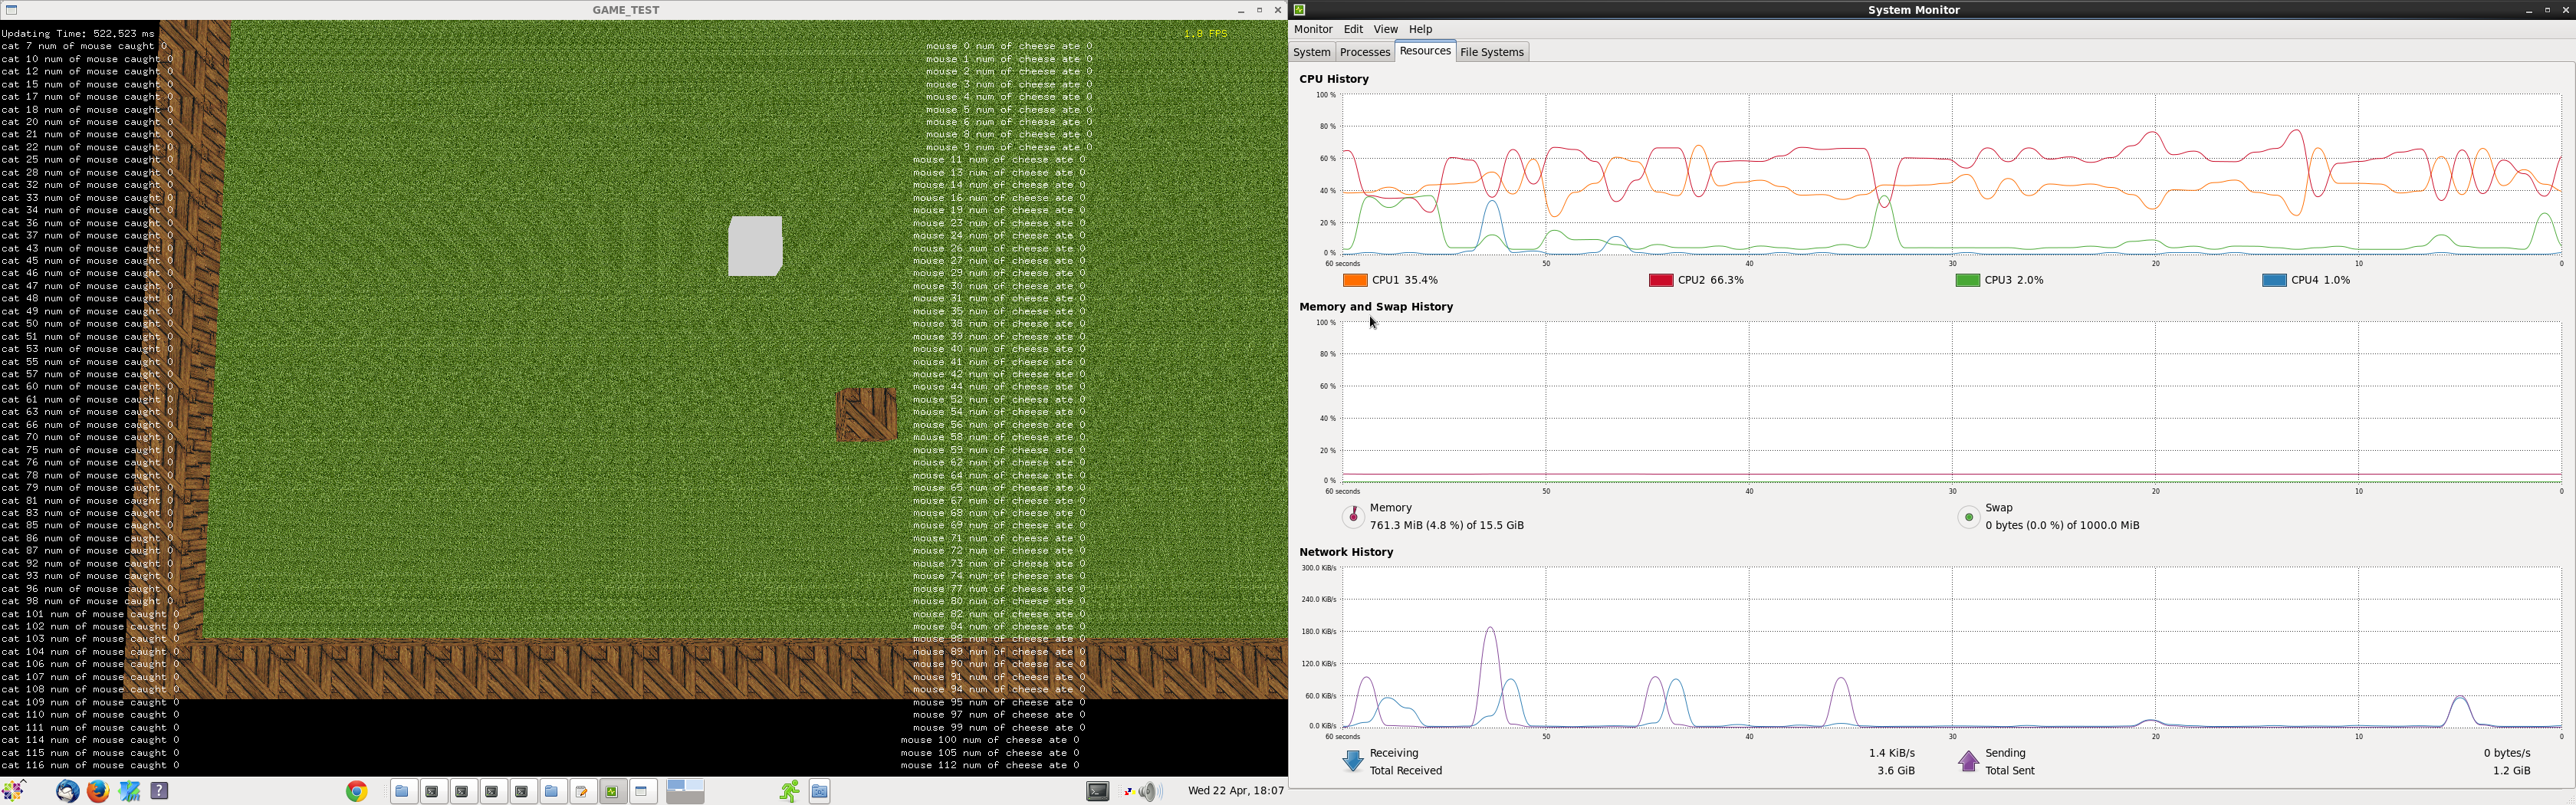 GAME_TEST
Updating Time: 522,523 ms
1.9 FPS
cat 7 num of mouse caught 0
cat 10 num of mouse caught 0
cat 12 num of mouse caught 0
cat 15 num of mouse caught 0
cat 17 num of mouse caught 0
cat 18 num of mouse caught 0
cat 20 num of mouse caught 0
cat 21 num of mouse caught 0
cat 22 num of mouse caught 0
cat 25 num of mouse caught 0
cat 28 num of mouse caught 0
cat 32 num of mouse caught 0
cat 33 num of mouse caught 0
cat 34 num of mouse caught 0
cat 36 num of mouse caught 0
cat 37 num of mouse caught 0
cat 43 num of mouse caught 0
cat 45 num of mouse caught 0
cat 46 num of mouse caught 0
cat 47 num of mouse caught 0
cat 48 num of mouse caught 0
cat 49 num of mouse caught 0
cat 50 num of mouse caught 0
cat 51 num of mouse caught 0
cat 53 num of mouse caught 0
cat 55 num of mouse caught 0
cat 57 num of mouse caught 0
cat 60 num of mouse caught 0
cat 61 num of mouse caught 0
cat 63 num of mouse caught 0
cat 66 num of mouse caught 0
cat 70 num of mouse caught 0
cat 75 num of mouse caught 0
cat 76 num of mouse caught 0
cat 78 num of mouse caught 0
cat 79 num of mouse caught 0
cat 81 num of mouse caught 0
cat 83 num of mouse caught 0
cat 85 num of mouse caught 0
cat 86 num of mouse caught 0
cat 87 num of mouse caught 0
cat 92 num of mouse caught 0
cat 93 num of mouse caught 0
cat 96 num of mouse caught 0
cat 98 num of mouse caught 0
cat 101 num of mouse caught 0
cat 102 num of mouse caught 0
cat 103 num of mouse caught 0
cat 104 num of mouse caught 0
cat 106 num of mouse caught 0
cat 107 num of mouse caught 0
cat 108 num of mouse caught 0
cat 109 num of mouse caught 0
cat 110 num of mouse caught 0
cat 111 num of mouse caught 0
cat 114 num of mouse caught 0
cat 115 num of mouse caught 0
cat 116 num of mouse caught 0
mouse 0 num of cheese ate 0
mouse 1 num of cheese ate 0
mouse 2 num of cheese ate 0
mouse 3 num of cheese ate 0
mouse 4 num of cheese ate 0
mouse 5 num of cheese ate 0
mouse 6 num of cheese ate 0
mouse 8 num of cheese ate 0
mouse 9 num of cheese ate 0
mouse 11 num of cheese ate 0
mouse 13 num of cheese ate 0
mouse 14 num of cheese ate 0
mouse 16 num of cheese ate 0
mouse 19 num of cheese ate 0
mouse 23 num of cheese ate 0
mouse 24 num of cheese ate 0
mouse 26 num of cheese ate 0
mouse 27 num of cheese ate 0
mouse 29 num of cheese ate 0
mouse 30 num of cheese ate 0
mouse 31 num of cheese ate 0
mouse 35 num of cheese ate 0
mouse 38 num of cheese ate 0
mouse 39 num of cheese ate 0
mouse 40 num of cheese ate 0
mouse 41 num of cheese ate 0
mouse 42 num of cheese ate 0
mouse 44 num of cheese ate 0
mouse 52 num of cheese ate 0
mouse 54 num of cheese ate 0
mouse 56 num of cheese ate 0
mouse 58 num of cheese ate 0
mouse 59 num of cheese ate 0
mouse 62 num of cheese ate 0
mouse 64 num of cheese ate 0
mouse 65 num of cheese ate 0
mouse 67 num of cheese ate 0
mouse 68 num of cheese ate 0
mouse 69 num of cheese ate 0
mouse 71 num of cheese ate 0
mouse 72 num of cheese ate 0
mouse 73 num of cheese ate 0
mouse 74 num of cheese ate 0
mouse 77 num of cheese ate 0
mouse 80 num of cheese ate 0
mouse 82 num of cheese ate 0
mouse 84 num of cheese ate 0
mouse 88 num of cheese ate 0
mouse 89 num of cheese ate 0
mouse 90 num of cheese ate 0
mouse 91 num of cheese ate 0
mouse 94 num of cheese ate 0
mouse 95 num of cheese ate 0
mouse 97 num of cheese ate 0
mouse 99 num of cheese ate 0
mouse 100 num of cheese ate 0
mouse 105 num of cheese ate 0
mouse 112 num of cheese ate 0
Wed 22 Apr, 18:07
System Monitor
Monitor Edit View Help
System Processes Resources File Systems
CPU History
100 %
80 %
60 %
40 %
20 %
0 %
60 seconds 50 40 30 20 10 0
CPU1 35.4% CPU2 66.3% CPU3 2.0% CPU4 1.0%
Memory and Swap History
100 %
80 %
60 %
40 %
20 %
0 %
60 seconds 50 40 30 20 10 0
Memory
761.3 MiB (4.8 %) of 15.5 GiB
Swap
0 bytes (0.0 %) of 1000.0 MiB
Network History
300.0 KiB/s
240.0 KiB/s
180.0 KiB/s
120.0 KiB/s
60.0 KiB/s
0.0 KiB/s
60 seconds 50 40 30 20 10 0
Receiving 1.4 KiB/s
Total Received 3.6 GiB
Sending 0 bytes/s
Total Sent 1.2 GiB